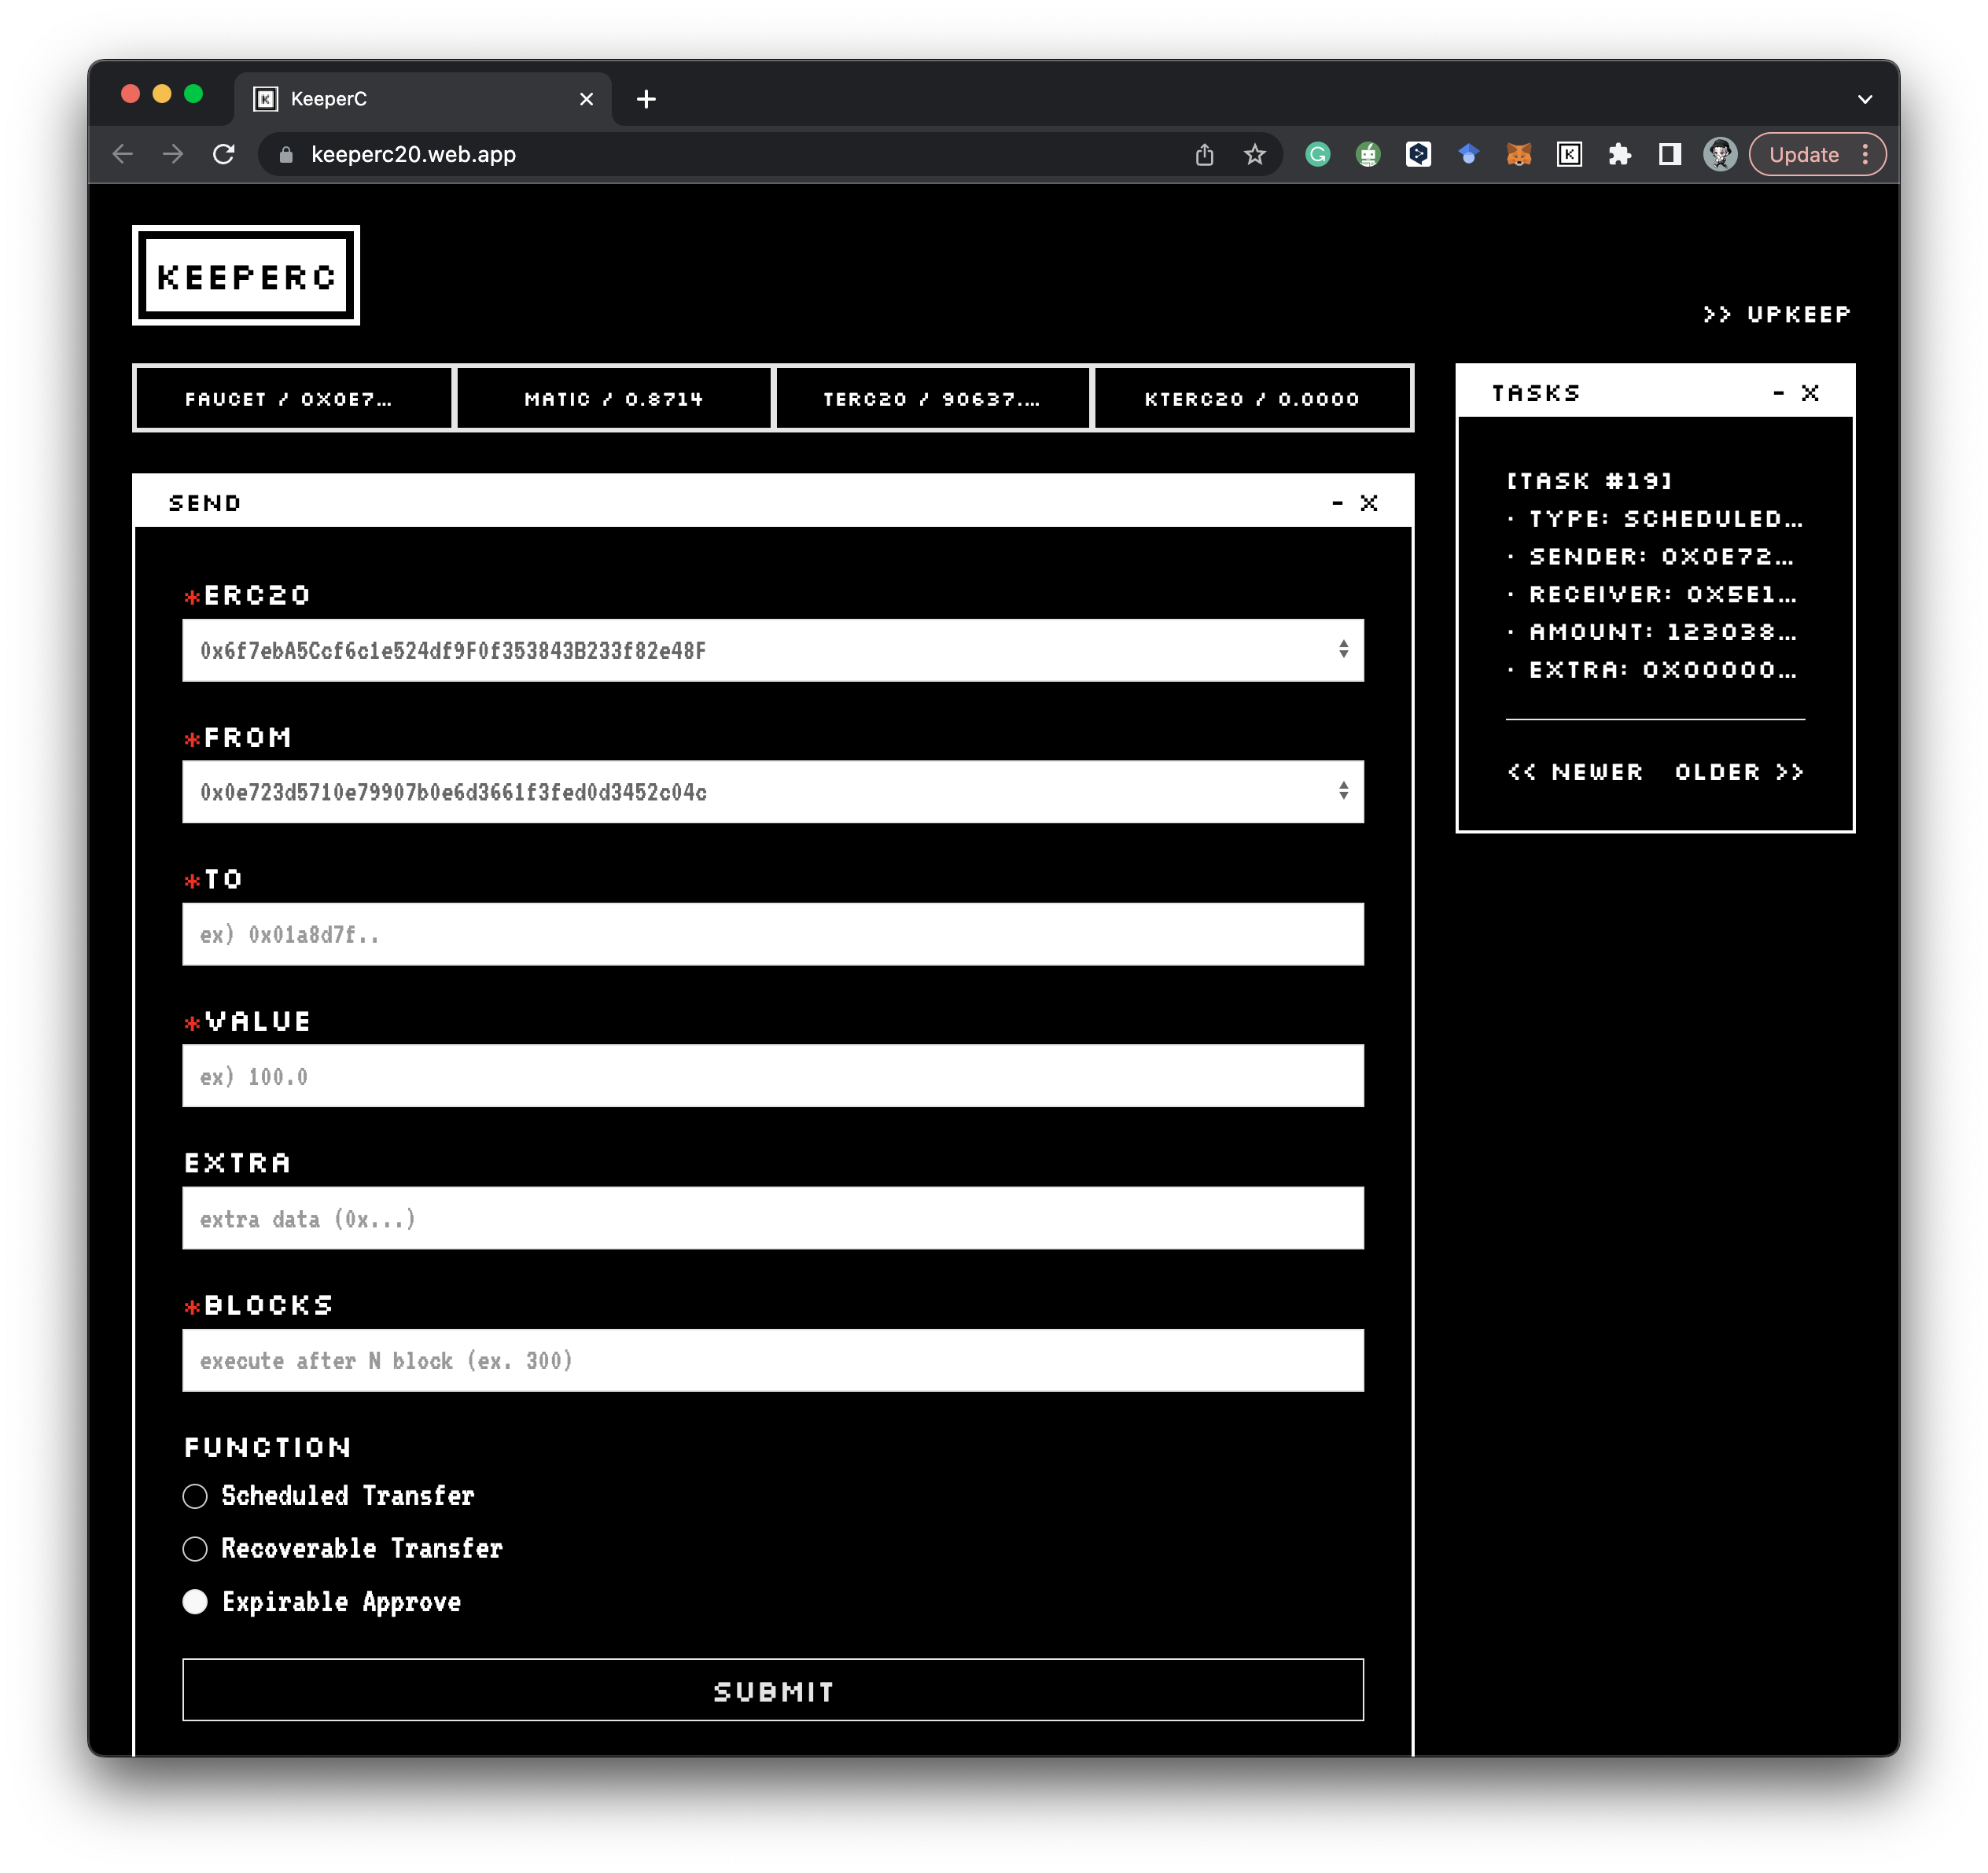 KeeperC
keeperc20.web.app
Update
KEEPERC
>> UPKEEP
FAUCET / 0X0E7...
MATIC / 0.8714
TERC20 / 90637....
KTERC20 / 0.0000
TASKS - X
[TASK #19]
· TYPE: SCHEDULED...
· SENDER: 0X0E72...
· RECEIVER: 0X5E1...
· AMOUNT: 123038...
· EXTRA: 0X00000...
<< NEWER OLDER >>
SEND - X
*ERC20
0x6f7ebA5Ccf6c1e524df9F0f353843B233f82e48F
*FROM
0x0e723d5710e79907b0e6d3661f3fed0d3452c04c
*TO
ex) 0x01a8d7f..
*VALUE
ex) 100.0
EXTRA
extra data (0x...)
*BLOCKS
execute after N block (ex. 300)
FUNCTION
Scheduled Transfer
Recoverable Transfer
Expirable Approve
SUBMIT